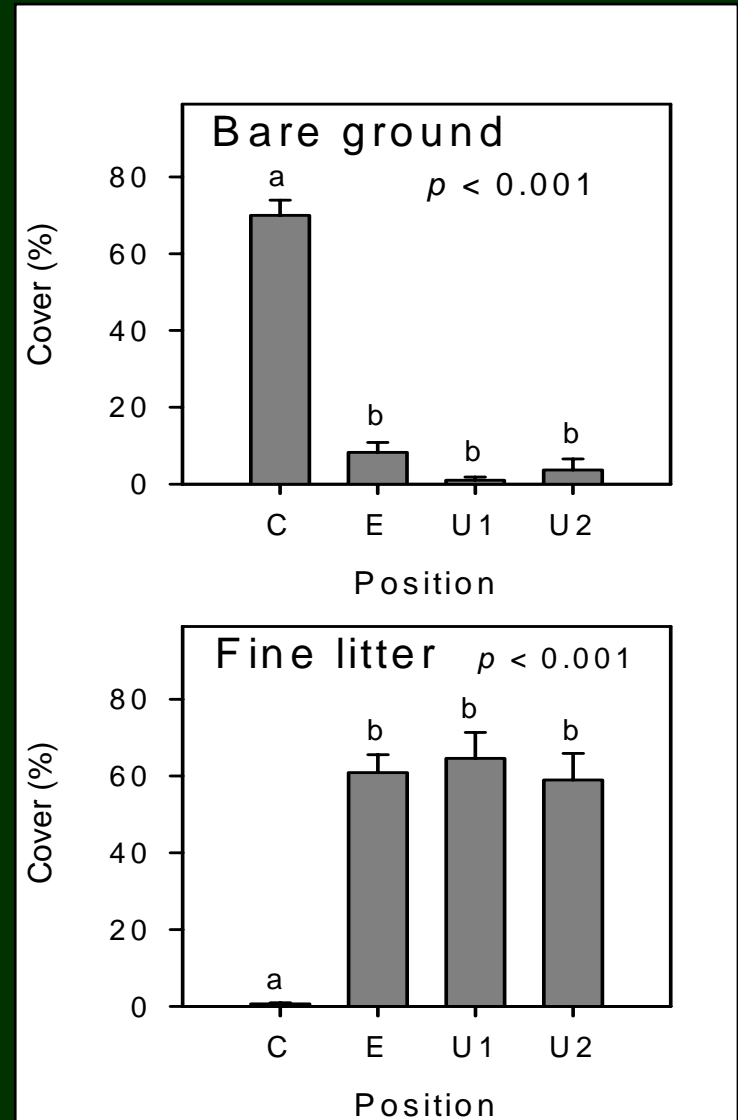 Bare ground
p < 0.001
80
60
40
20
0
Cover (%)
a
b
b
b
C E U1 U2
Position
Fine litter p < 0.001
80
60
40
20
0
Cover (%)
a
b
b
b
C E U1 U2
Position